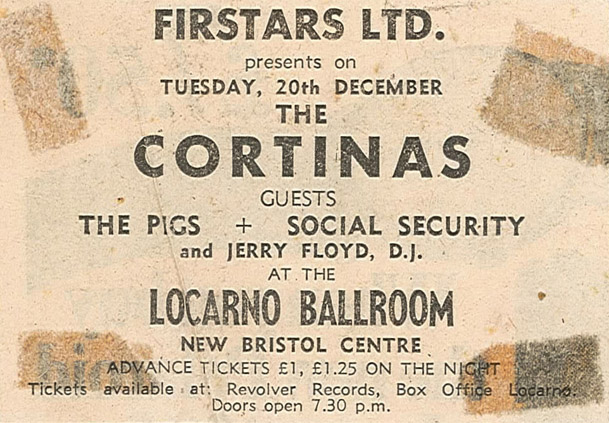 FIRSTARS LTD.
presents on
TUESDAY, 20th DECEMBER
THE
CORTINAS
GUESTS
THE PIGS + SOCIAL SECURITY
and JERRY FLOYD, D.J.
AT THE
LOCARNO BALLROOM
NEW BRISTOL CENTRE
ADVANCE TICKETS £1, £1.25 ON THE NIGHT
Tickets available at: Revolver Records, Box Office Locarno.
Doors open 7.30 p.m.